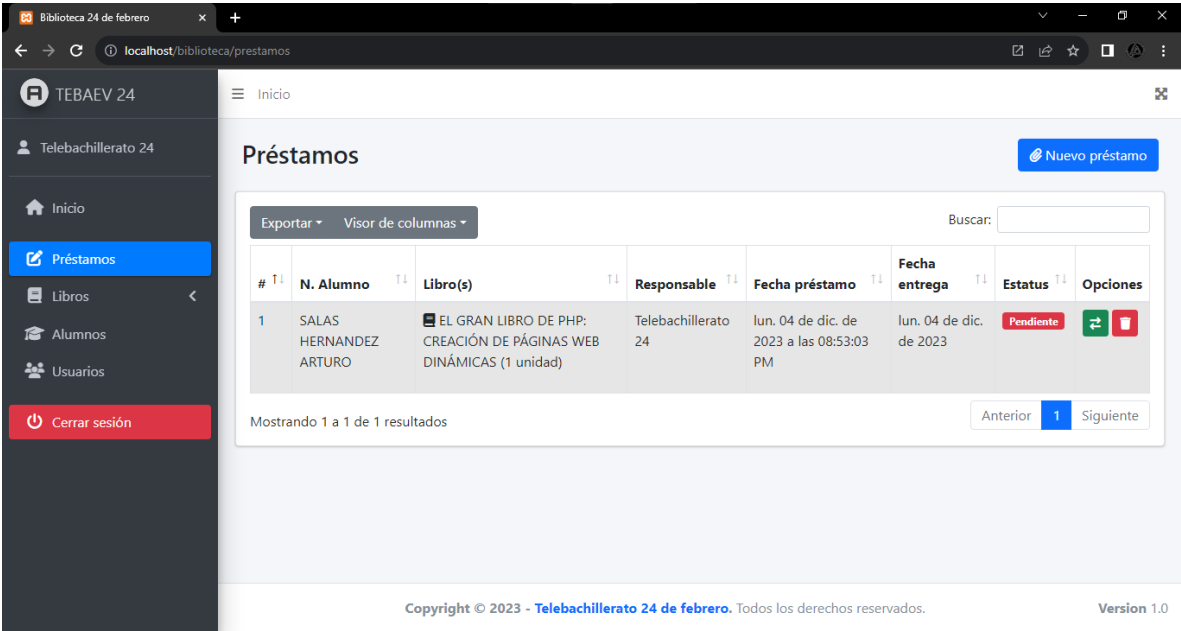 Biblioteca 24 de febrero
localhost/biblioteca/prestamos
TEBAEV 24
Inicio
Telebachillerato 24
Préstamos
Nuevo préstamo
Inicio
Préstamos
Libros
Alumnos
Usuarios
Cerrar sesión
Exportar
Visor de columnas
Buscar:
# N. Alumno Libro(s) Responsable Fecha préstamo Fecha entrega Estatus Opciones
1
SALAS
HERNANDEZ
ARTURO
EL GRAN LIBRO DE PHP:
CREACIÓN DE PÁGINAS WEB
DINÁMICAS (1 unidad)
Telebachillerato
24
lun. 04 de dic. de
2023 a las 08:53:03
PM
lun. 04 de dic.
de 2023
Pendiente
Mostrando 1 a 1 de 1 resultados
Anterior 1 Siguiente
Copyright © 2023 - Telebachillerato 24 de febrero. Todos los derechos reservados.
Version 1.0